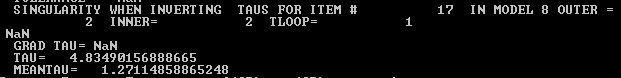 SINGULARITY WHEN INVERTING TAUS FOR ITEM # 17 IN MODEL 8 OUTER =
2 INNER= 2 TLOOP= 1
NaN
GRAD TAU= NaN
TAU= 4.83490156888665
MEANTAU= 1.27114858865248